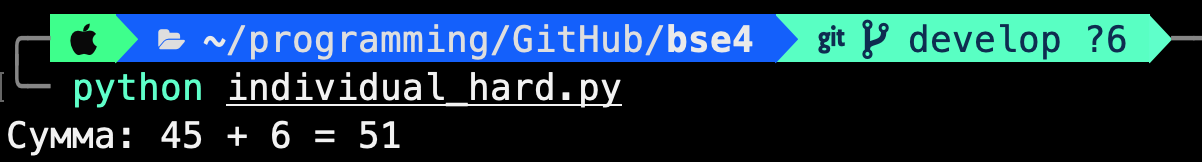 ~/programming/GitHub/bse4 git develop ?6
python individual_hard.py
Сумма: 45 + 6 = 51